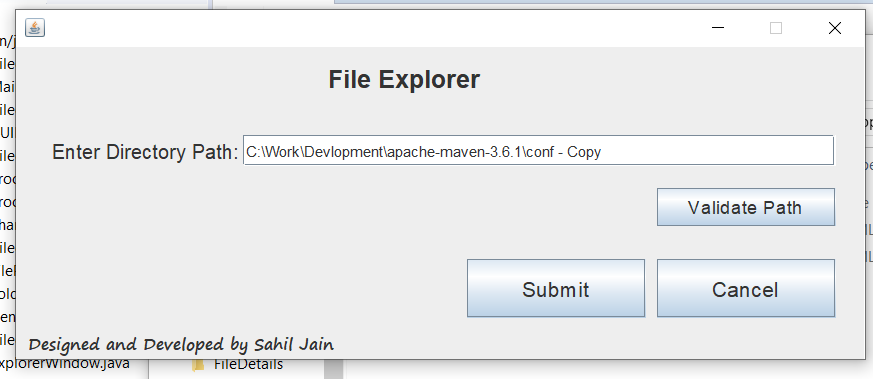 File Explorer
Enter Directory Path: C:\Work\Devlopment\apache-maven-3.6.1\conf - Copy
Validate Path
Submit Cancel
Designed and Developed by Sahil Jain
xplorerWindow.java
FileDetails